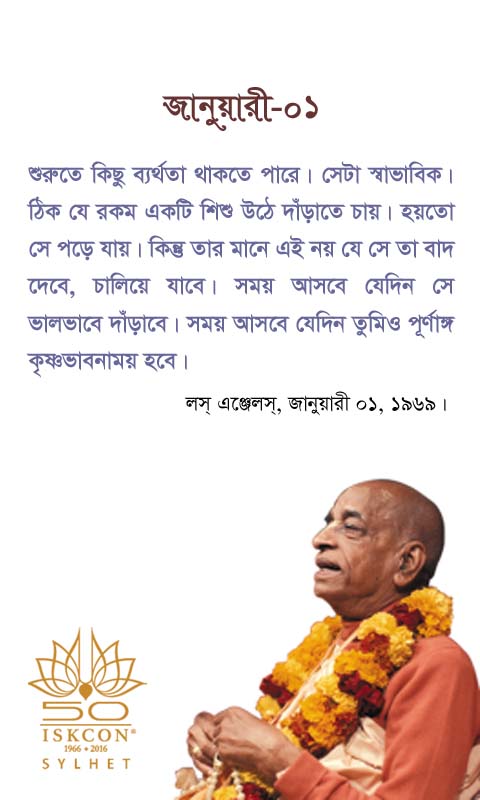 জানুয়ারী-০১
শুরুতে কিছু ব্যর্থতা থাকতে পারে। সেটা স্বাভাবিক।
ঠিক যে রকম একটি শিশু উঠে দাঁড়াতে চায়। হয়তো
সে পড়ে যায়। কিন্তু তার মানে এই নয় যে সে তা বাদ
দেবে, চালিয়ে যাবে। সময় আসবে যেদিন সে
ভালভাবে দাঁড়াবে। সময় আসবে যেদিন তুমিও পূর্ণাঙ্গ
কৃষ্ণভাবনাময় হবে।
লস্ এঞ্জেলস্, জানুয়ারী ০১, ১৯৬৯।
50
ISKCON®
1966 • 2016
SYLHET